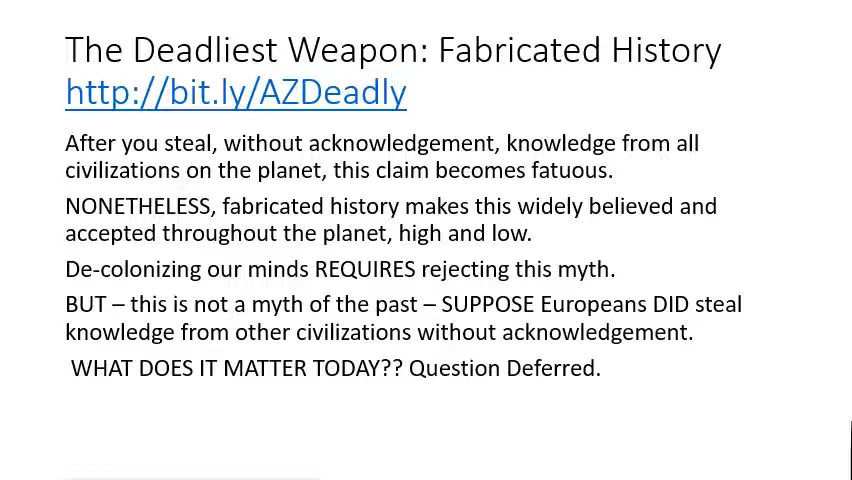 The Deadliest Weapon: Fabricated History
http://bit.ly/AZDeadly
After you steal, without acknowledgement, knowledge from all
civilizations on the planet, this claim becomes fatuous.
NONETHELESS, fabricated history makes this widely believed and
accepted throughout the planet, high and low.
De-colonizing our minds REQUIRES rejecting this myth.
BUT – this is not a myth of the past – SUPPOSE Europeans DID steal
knowledge from other civilizations without acknowledgement.
WHAT DOES IT MATTER TODAY?? Question Deferred.